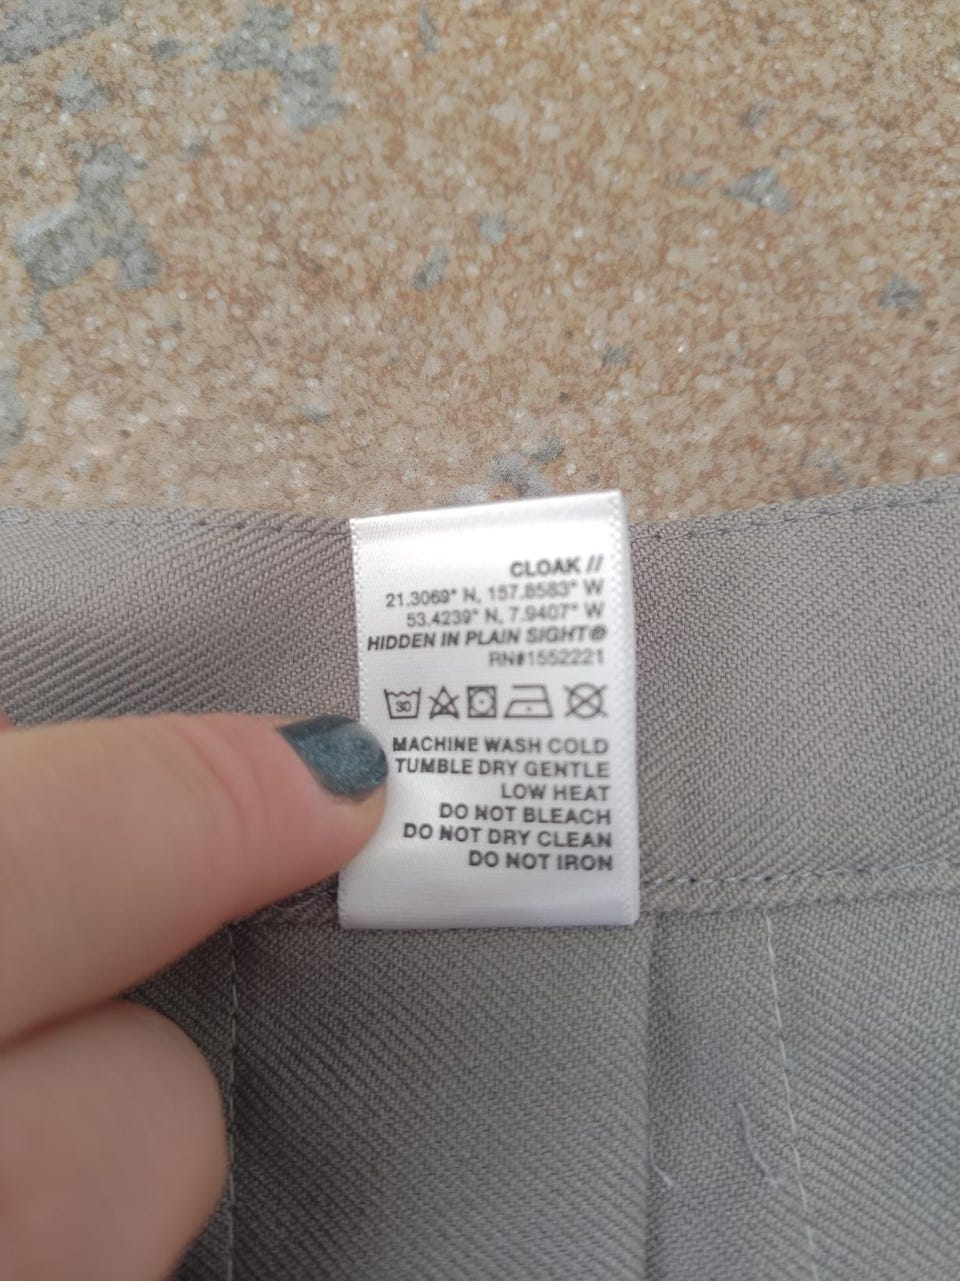 CLOAK //
21.3069° N, 157.8583° W
53.4239° N, 7.9407° W
HIDDEN IN PLAIN SIGHT®
RN#1552221
30
MACHINE WASH COLD
TUMBLE DRY GENTLE
LOW HEAT
DO NOT BLEACH
DO NOT DRY CLEAN
DO NOT IRON